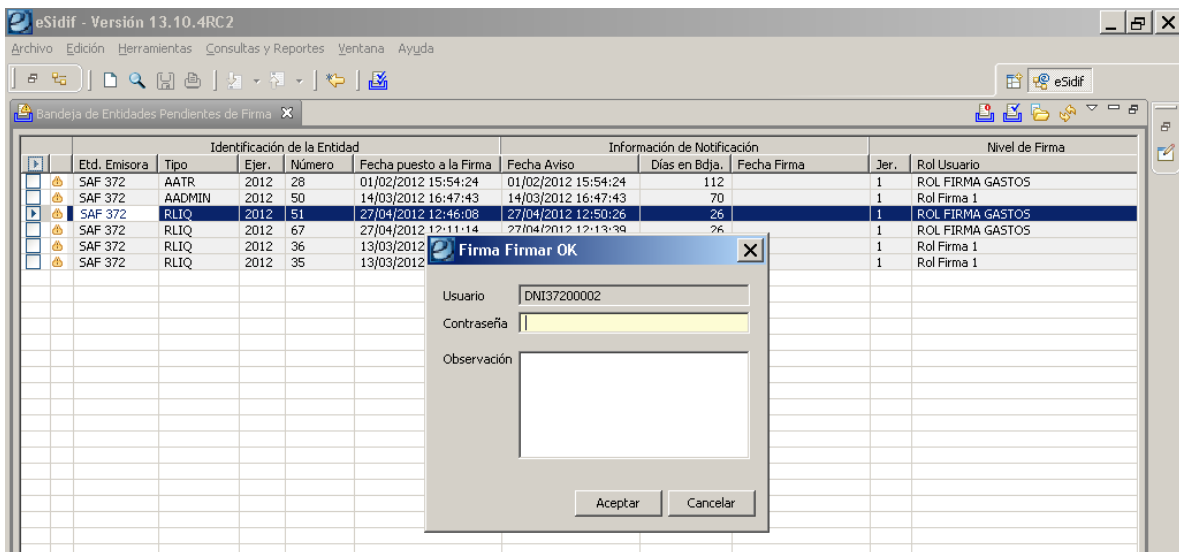 eSidif - Versión 13.10.4RC2
Archivo Edición Herramientas Consultas y Reportes Ventana Ayuda
eSidif
Bandeja de Entidades Pendientes de Firma
Identificación de la Entidad Información de Notificación Nivel de Firma
Etd. Emisora Tipo Ejer. Número Fecha puesto a la Firma Fecha Aviso Días en Bdja. Fecha Firma Jer. Rol Usuario
SAF 372 AATR 2012 28 01/02/2012 15:54:24 01/02/2012 15:54:24 112 1 ROL FIRMA GASTOS
SAF 372 AADMIN 2012 50 14/03/2012 16:47:43 14/03/2012 16:47:43 70 1 Rol Firma 1
SAF 372 RLIQ 2012 51 27/04/2012 12:46:08 27/04/2012 12:50:26 26 1 ROL FIRMA GASTOS
SAF 372 RLIQ 2012 67 27/04/2012 12:11:14 27/04/2012 12:13:39 26 1 ROL FIRMA GASTOS
SAF 372 RLIQ 2012 36 13/03/2012 1 Rol Firma 1
SAF 372 RLIQ 2012 35 13/03/2012 1 Rol Firma 1
Firma Firmar OK
Usuario DNI37200002
Contraseña
Observación
Aceptar Cancelar